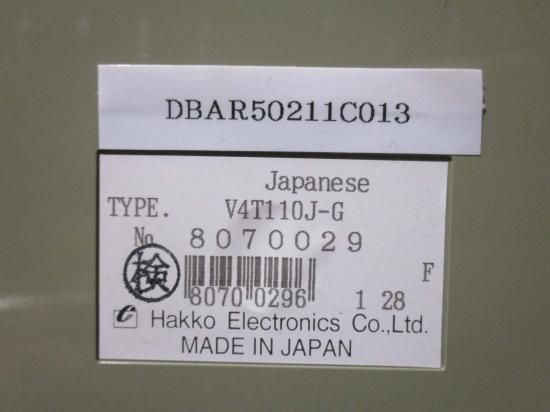 DBAR50211C013
Japanese
TYPE. V4T110J-G
No 8070029
検
F
8070 0296 1 28
Hakko Electronics Co.,Ltd.
MADE IN JAPAN